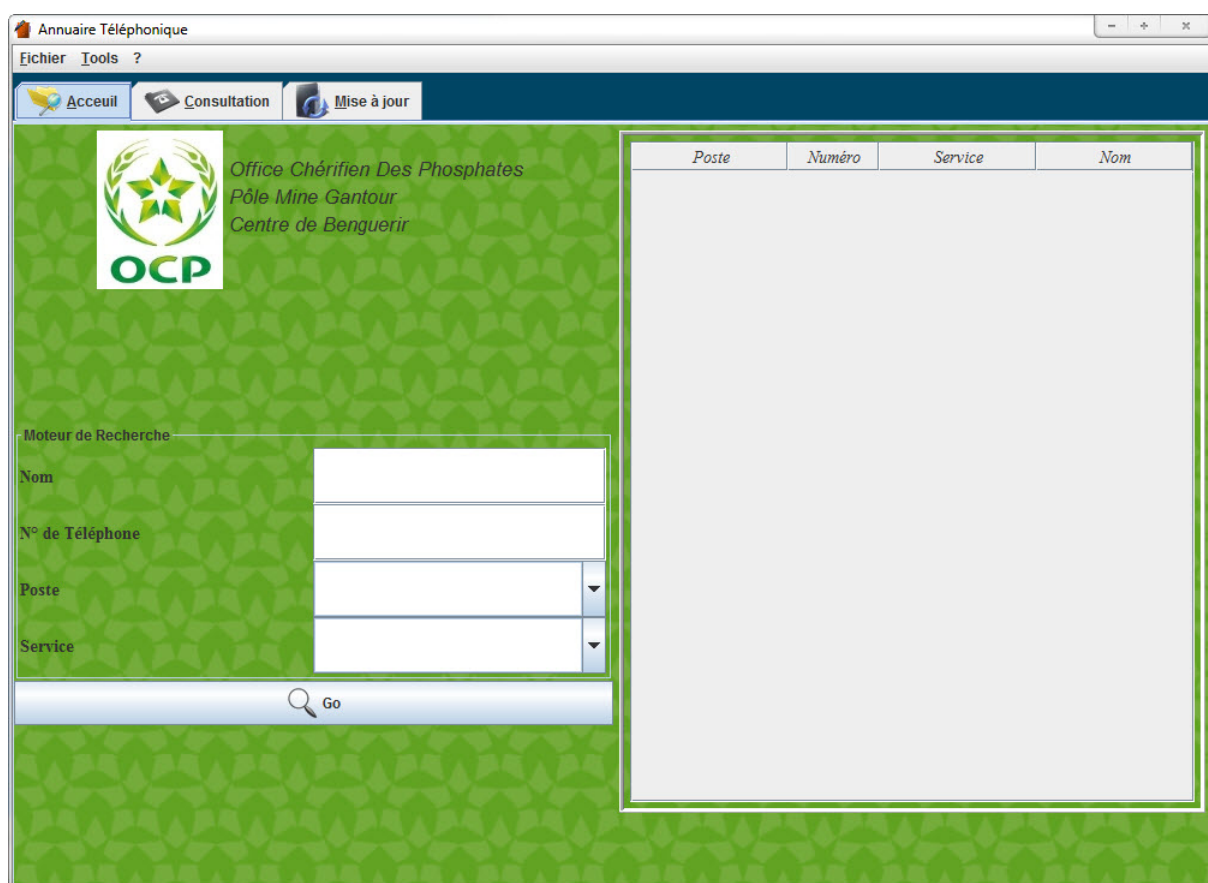 Annuaire Téléphonique
Fichier Tools ?
Acceuil Consultation Mise à jour
OCP
Office Chérifien Des Phosphates
Pôle Mine Gantour
Centre de Benguerir
Poste Numéro Service Nom
Moteur de Recherche
Nom
N° de Téléphone
Poste
Service
Go